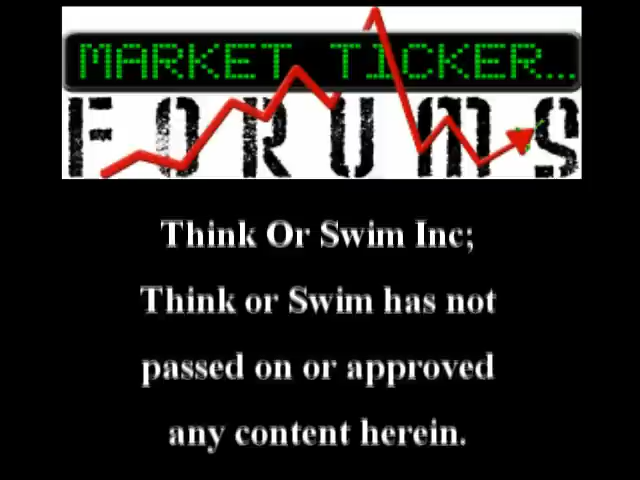 MARKET TICKER...
FORUMS
Think Or Swim Inc;
Think or Swim has not
passed on or approved
any content herein.